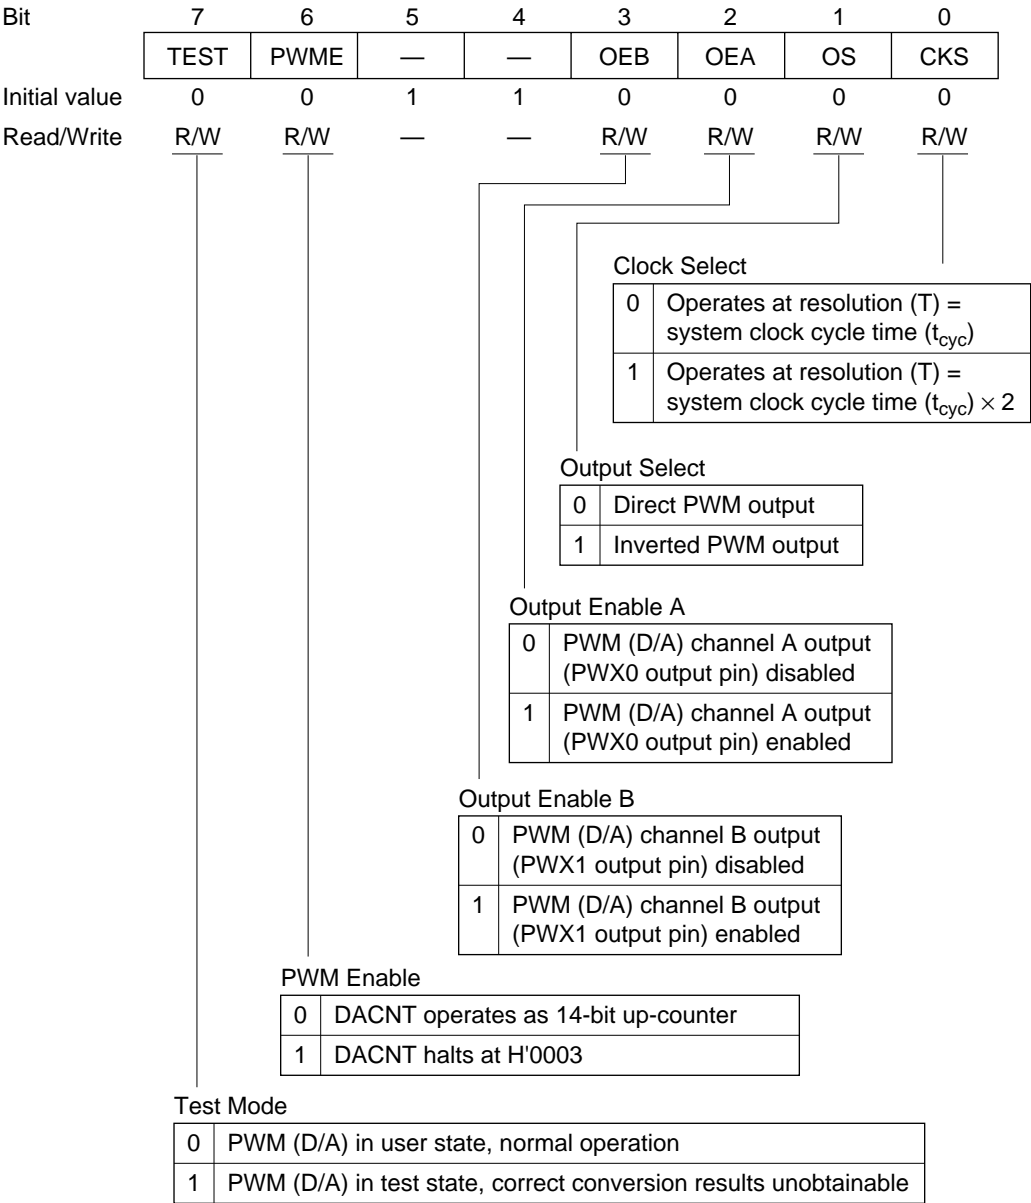 Bit 7 6 5 4 3 2 1 0
TEST PWME — — OEB OEA OS CKS
Initial value 0 0 1 1 0 0 0 0
Read/Write R/W R/W — — R/W R/W R/W R/W
Clock Select
0 Operates at resolution (T) =
system clock cycle time (tcyc)
1 Operates at resolution (T) =
system clock cycle time (tcyc) × 2
Output Select
0 Direct PWM output
1 Inverted PWM output
Output Enable A
0 PWM (D/A) channel A output
(PWX0 output pin) disabled
1 PWM (D/A) channel A output
(PWX0 output pin) enabled
Output Enable B
0 PWM (D/A) channel B output
(PWX1 output pin) disabled
1 PWM (D/A) channel B output
(PWX1 output pin) enabled
PWM Enable
0 DACNT operates as 14-bit up-counter
1 DACNT halts at H'0003
Test Mode
0 PWM (D/A) in user state, normal operation
1 PWM (D/A) in test state, correct conversion results unobtainable